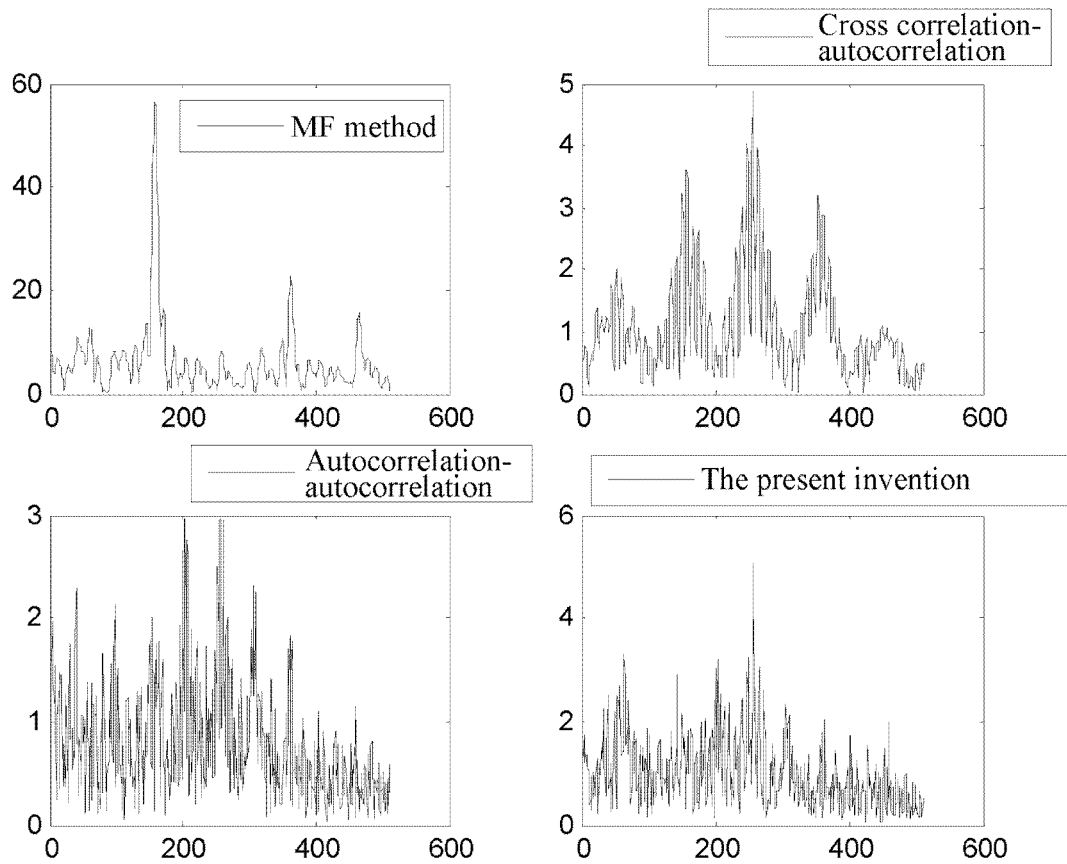 Cross correlation-
autocorrelation
60
40
20
0
0 200 400 600
MF method
5
4
3
2
1
0
0 200 400 600
Autocorrelation-
autocorrelation
3
2
1
0
0 200 400 600
The present invention
6
4
2
0
0 200 400 600